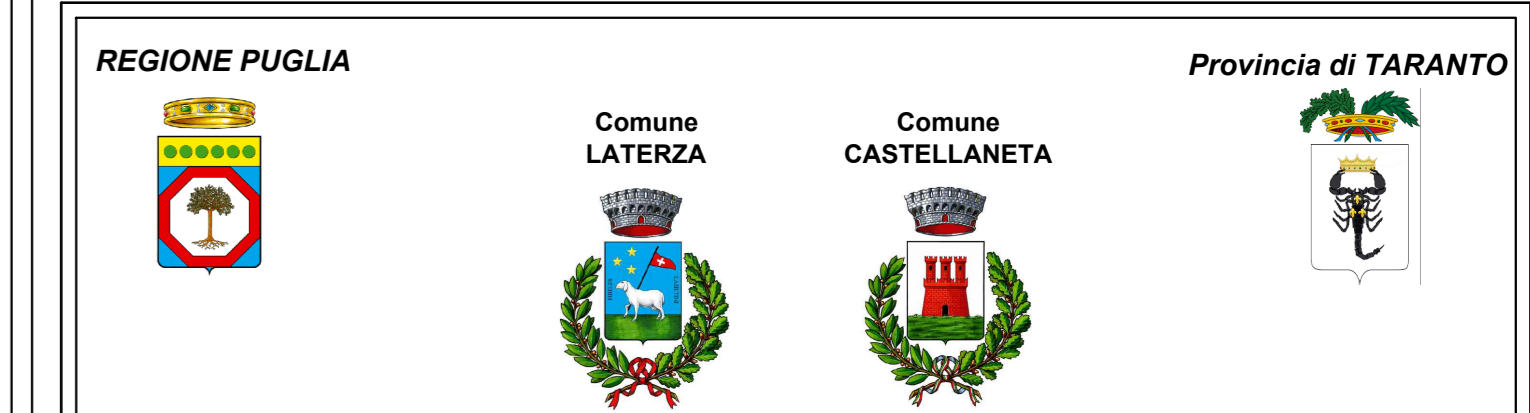 REGIONE PUGLIA
Provincia di TARANTO
Comune
LATERZA
Comune
CASTELLANETA